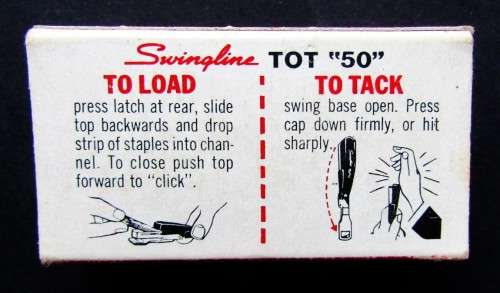 Swingline TOT "50"
TO LOAD
press latch at rear, slide
top backwards and drop
strip of staples into chan-
nel. To close push top
forward to "click".
TO TACK
swing base open. Press
cap down firmly, or hit
sharply.